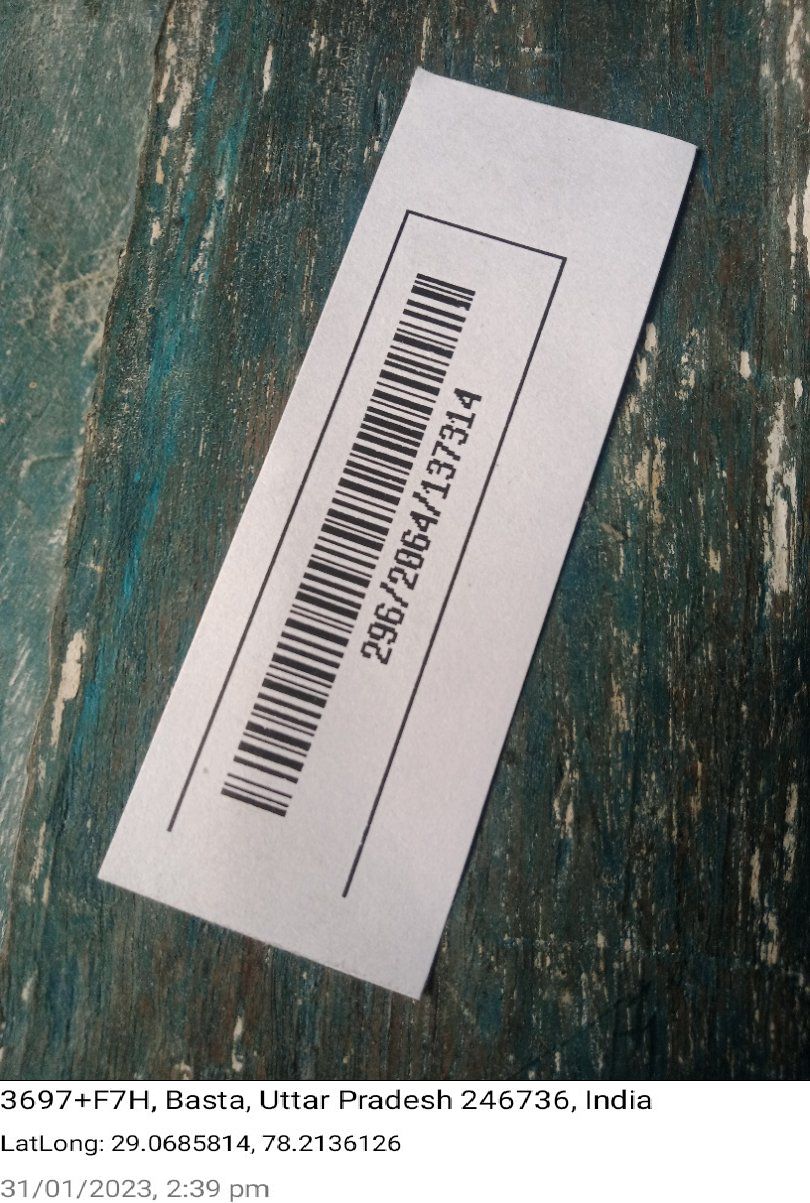 296/2064/137314
3697+F7H, Basta, Uttar Pradesh 246736, India
LatLong: 29.0685814, 78.2136126
31/01/2023, 2:39 pm